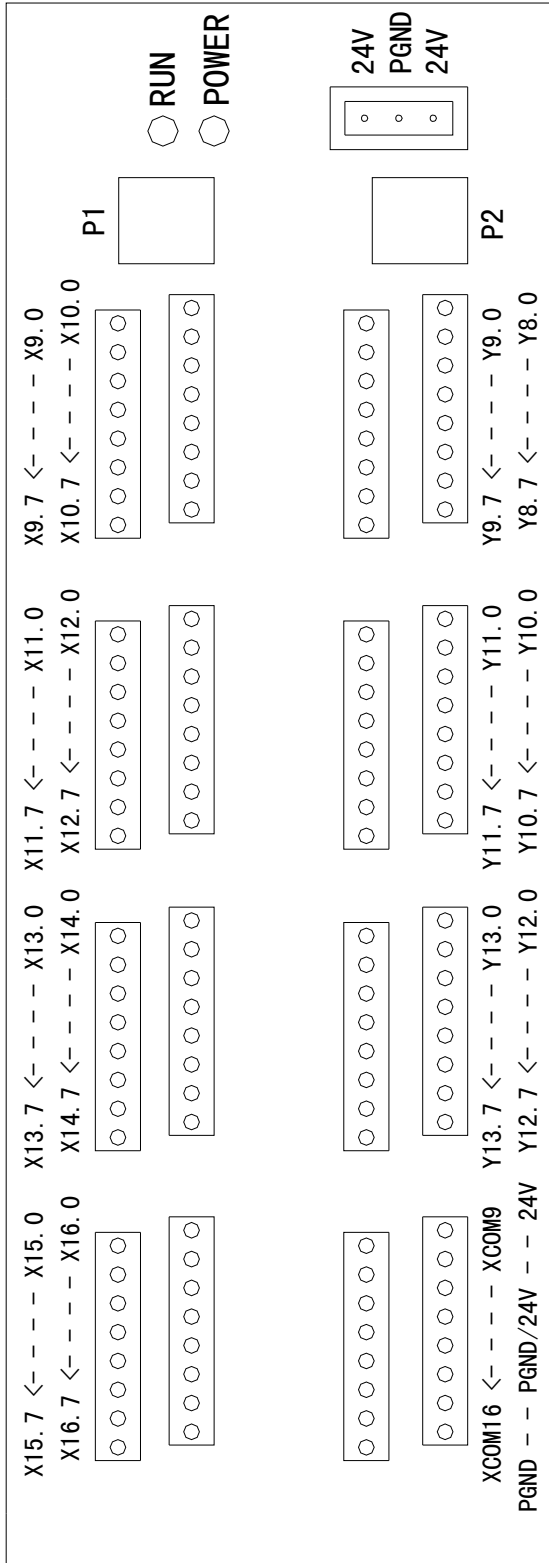 X15.7 <- - - - X15.0 X13.7 <- - - - X13.0 X11.7 <- - - - X11.0 X9.7 <- - - - X9.0
X16.7 <- - - - X16.0 X14.7 <- - - - X14.0 X12.7 <- - - - X12.0 X10.7 <- - - - X10.0
P1
RUN
POWER
24V
PGND
24V
P2
XCOM16 <- - - - XCOM9 Y13.7 <- - - - Y13.0 Y11.7 <- - - - Y11.0 Y9.7 <- - - - Y9.0
PGND - - PGND/24V - - 24V Y12.7 <- - - - Y12.0 Y10.7 <- - - - Y10.0 Y8.7 <- - - - Y8.0